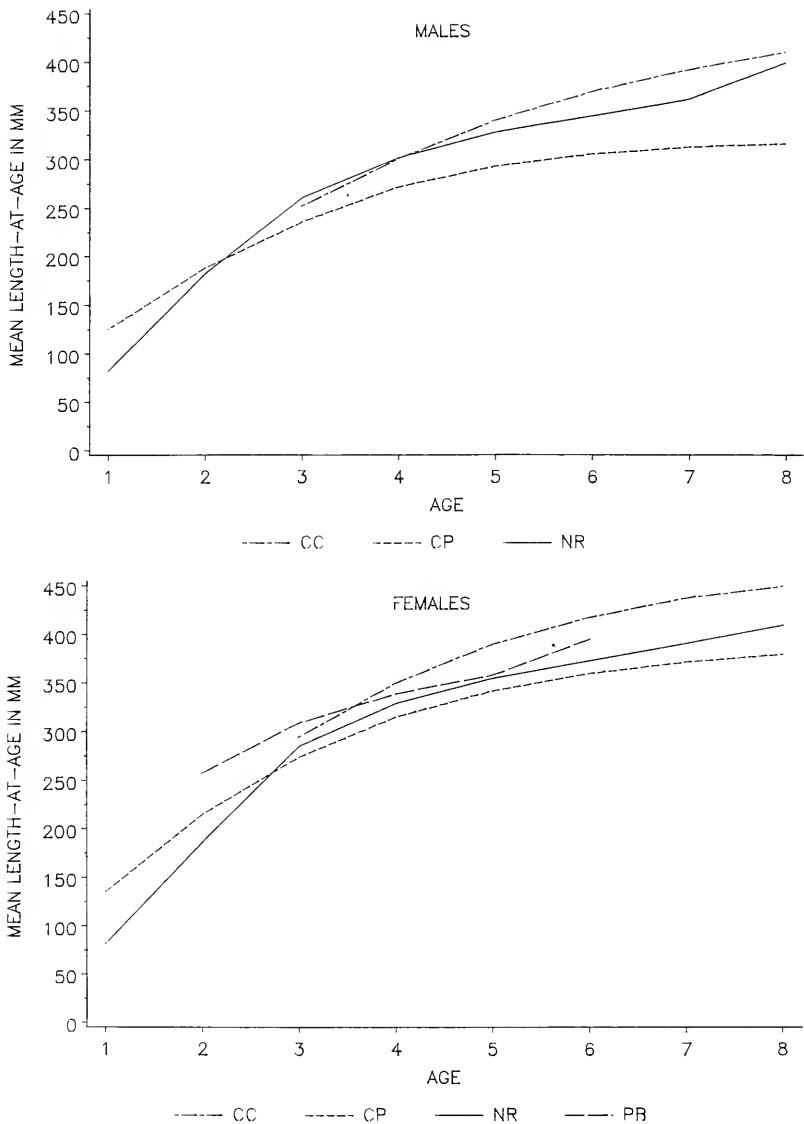 MALES
MEAN LENGTH-AT-AGE IN MM
450
400
350
300
250
200
150
100
50
0
1 2 3 4 5 6 7 8
AGE
CC CP NR
FEMALES
MEAN LENGTH-AT-AGE IN MM
450
400
350
300
250
200
150
100
50
0
1 2 3 4 5 6 7 8
AGE
CC CP NR PB